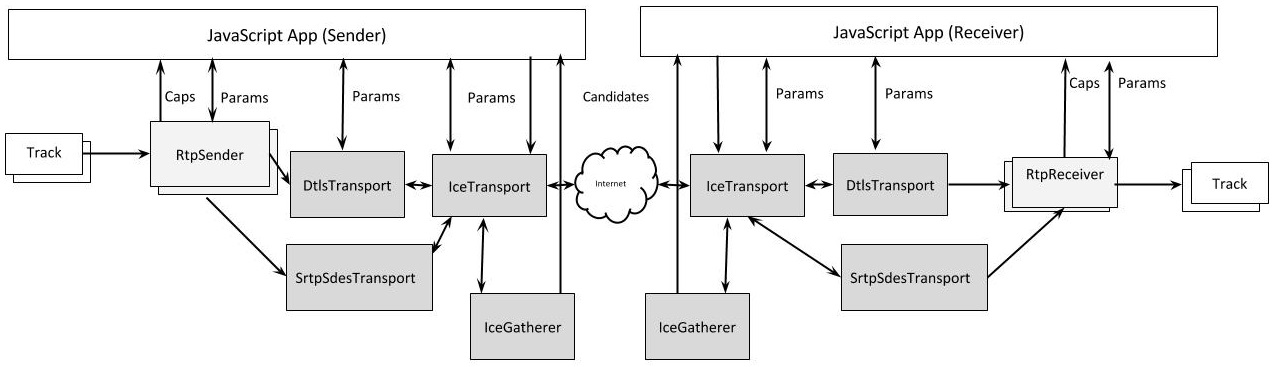 JavaScript App (Sender)
JavaScript App (Receiver)
Caps
Params
Params
Params
Candidates
Params
Params
Caps
Params
Track
RtpSender
DtlsTransport
IceTransport
Internet
IceTransport
DtlsTransport
RtpReceiver
Track
SrtpSdesTransport
SrtpSdesTransport
IceGatherer
IceGatherer